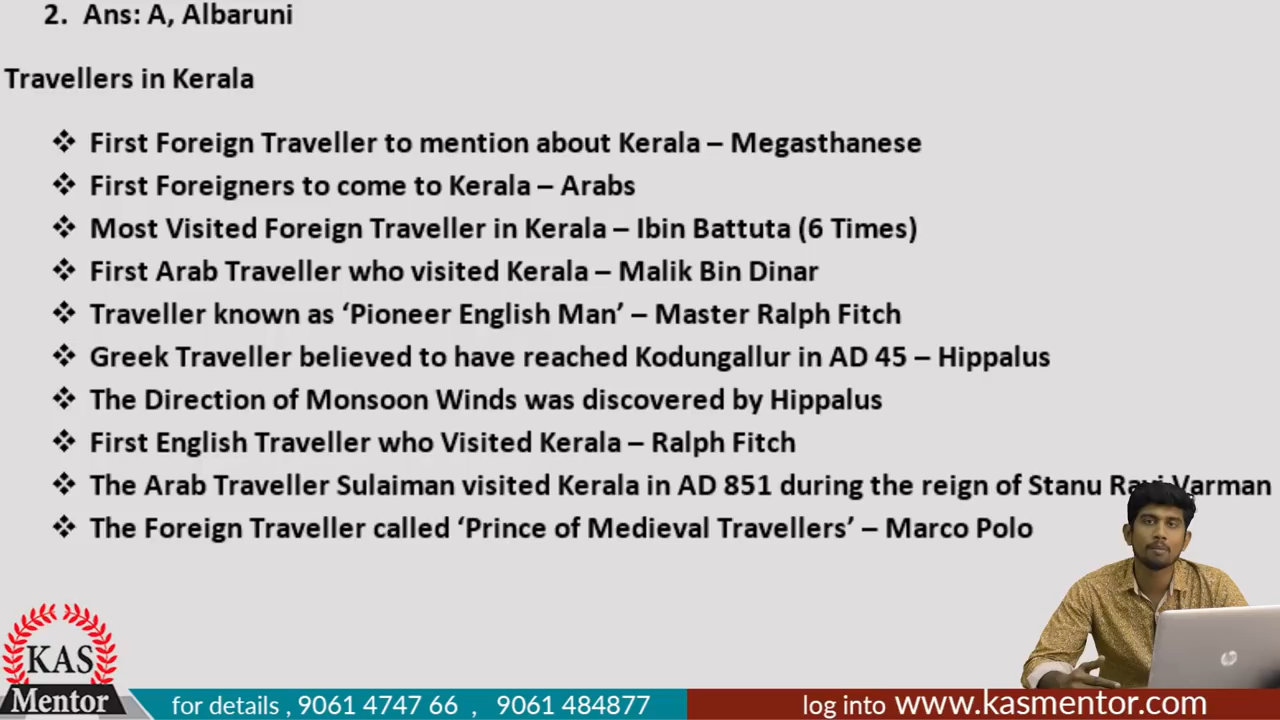 2. Ans: A, Albaruni
Travellers in Kerala
❖ First Foreign Traveller to mention about Kerala – Megasthanese
❖ First Foreigners to come to Kerala – Arabs
❖ Most Visited Foreign Traveller in Kerala – Ibin Battuta (6 Times)
❖ First Arab Traveller who visited Kerala – Malik Bin Dinar
❖ Traveller known as ‘Pioneer English Man’ – Master Ralph Fitch
❖ Greek Traveller believed to have reached Kodungallur in AD 45 – Hippalus
❖ The Direction of Monsoon Winds was discovered by Hippalus
❖ First English Traveller who Visited Kerala – Ralph Fitch
❖ The Arab Traveller Sulaiman visited Kerala in AD 851 during the reign of Stanu Ravi Varman
❖ The Foreign Traveller called ‘Prince of Medieval Travellers’ – Marco Polo
KAS
Mentor
for details , 9061 4747 66 , 9061 484877
log into www.kasmentor.com
hp